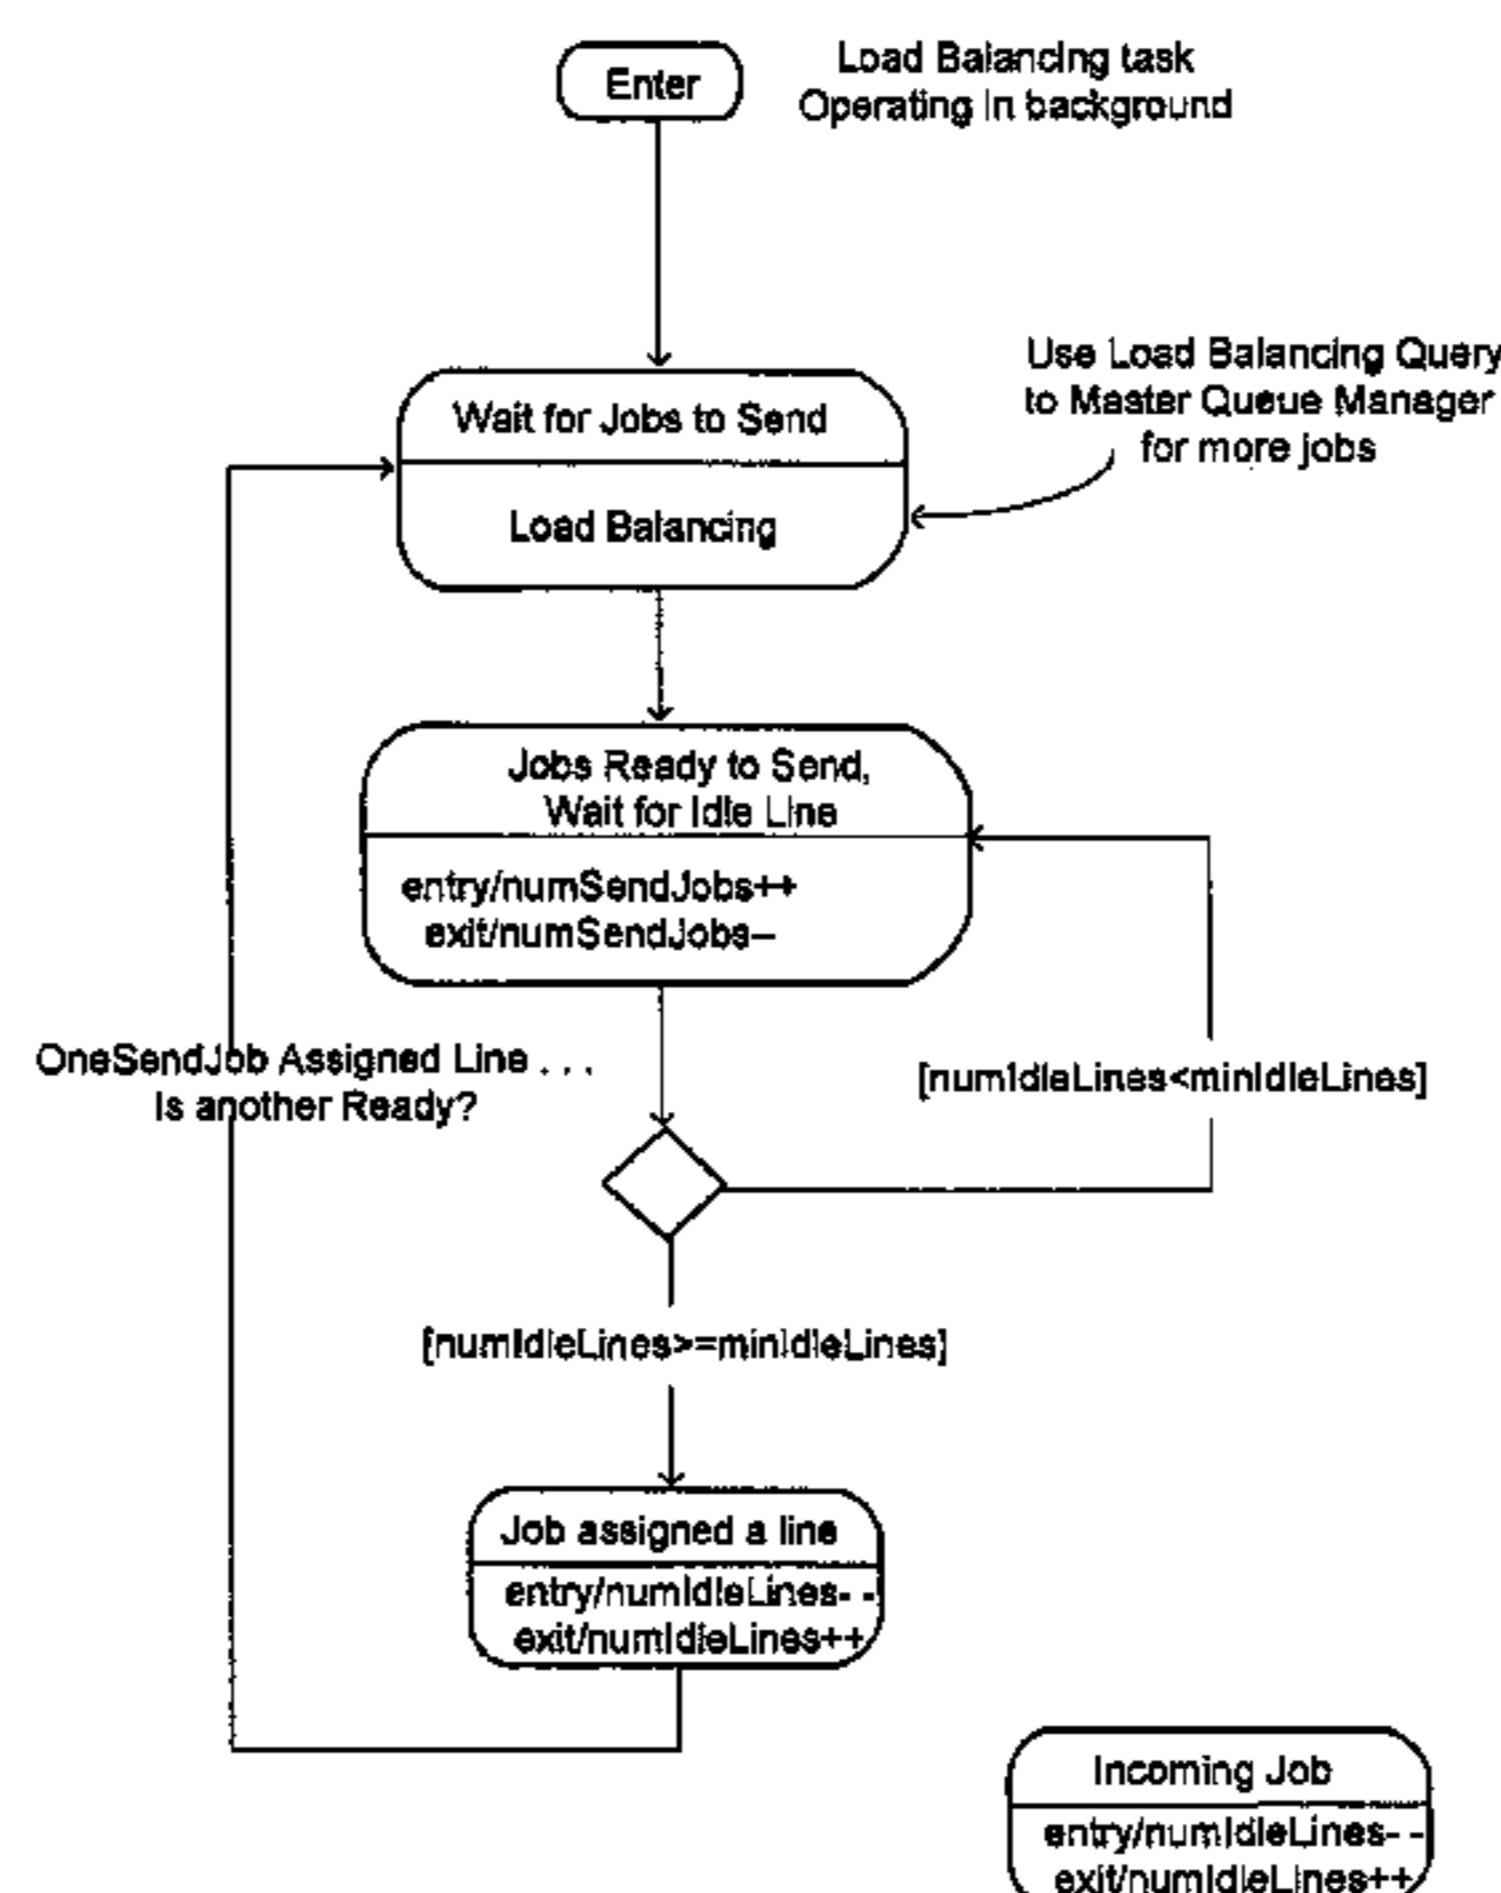 Enter
Load Balancing task
Operating in background
Use Load Balancing Query
to Master Queue Manager
for more jobs
Wait for Jobs to Send
Load Balancing
Jobs Ready to Send,
Wait for Idle Line
entry/numSendJobs++
exit/numSendJobs--
OneSendJob Assigned Line . . .
Is another Ready?
[numIdleLines<minIdleLines]
[numIdleLines>=minIdleLines]
Job assigned a line
entry/numIdleLines- -
exit/numIdleLines++
Incoming Job
entry/numIdleLines- -
exit/numIdleLines++